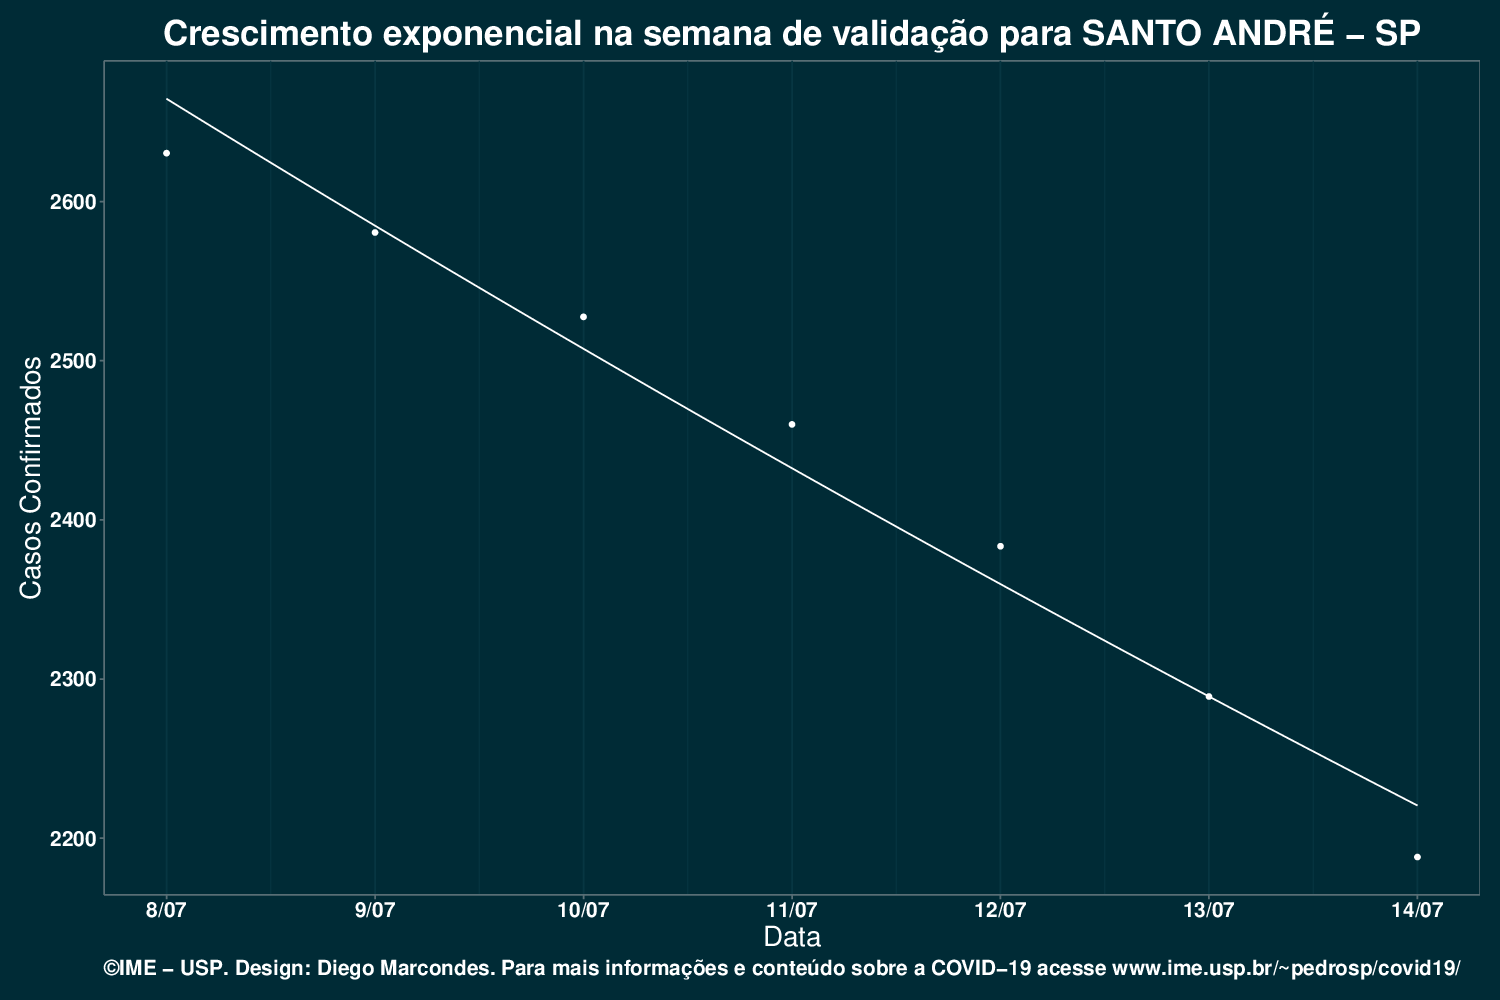 Crescimento exponencial na semana de validação para SANTO ANDRÉ – SP
Casos Confirmados
2600
2500
2400
2300
2200
8/07 9/07 10/07 11/07 12/07 13/07 14/07
Data
©IME – USP. Design: Diego Marcondes. Para mais informações e conteúdo sobre a COVID–19 acesse www.ime.usp.br/~pedrosp/covid19/